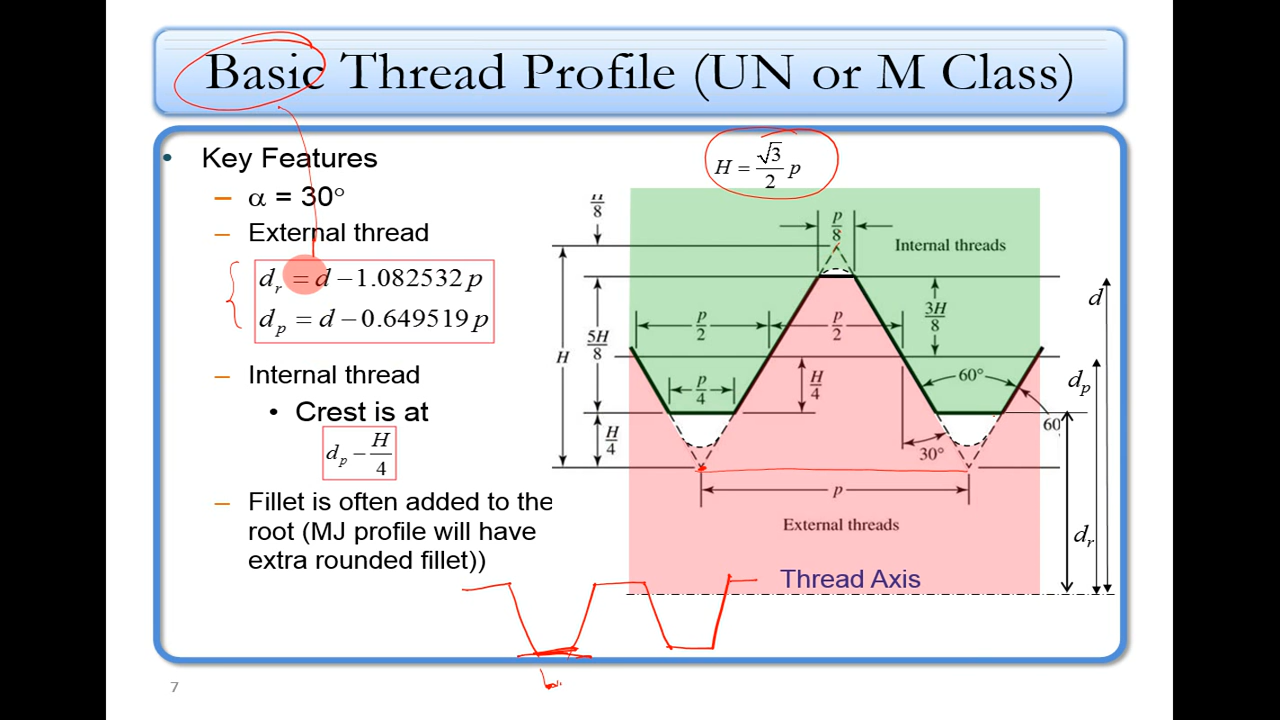 Basic Thread Profile (UN or M Class)
• Key Features
– α = 30°
– External thread
d_r = d − 1.082532 p
d_p = d − 0.649519 p
– Internal thread
• Crest is at
d_p − H/4
– Fillet is often added to the
root (MJ profile will have
extra rounded fillet))
H = √3/2 p
H/8
p/8
Internal threads
d
p/2
p/2
3H/8
5H/8
H
p/4
H/4
60°
d_p
H/4
30°
60
p
External threads
d_r
Thread Axis
7